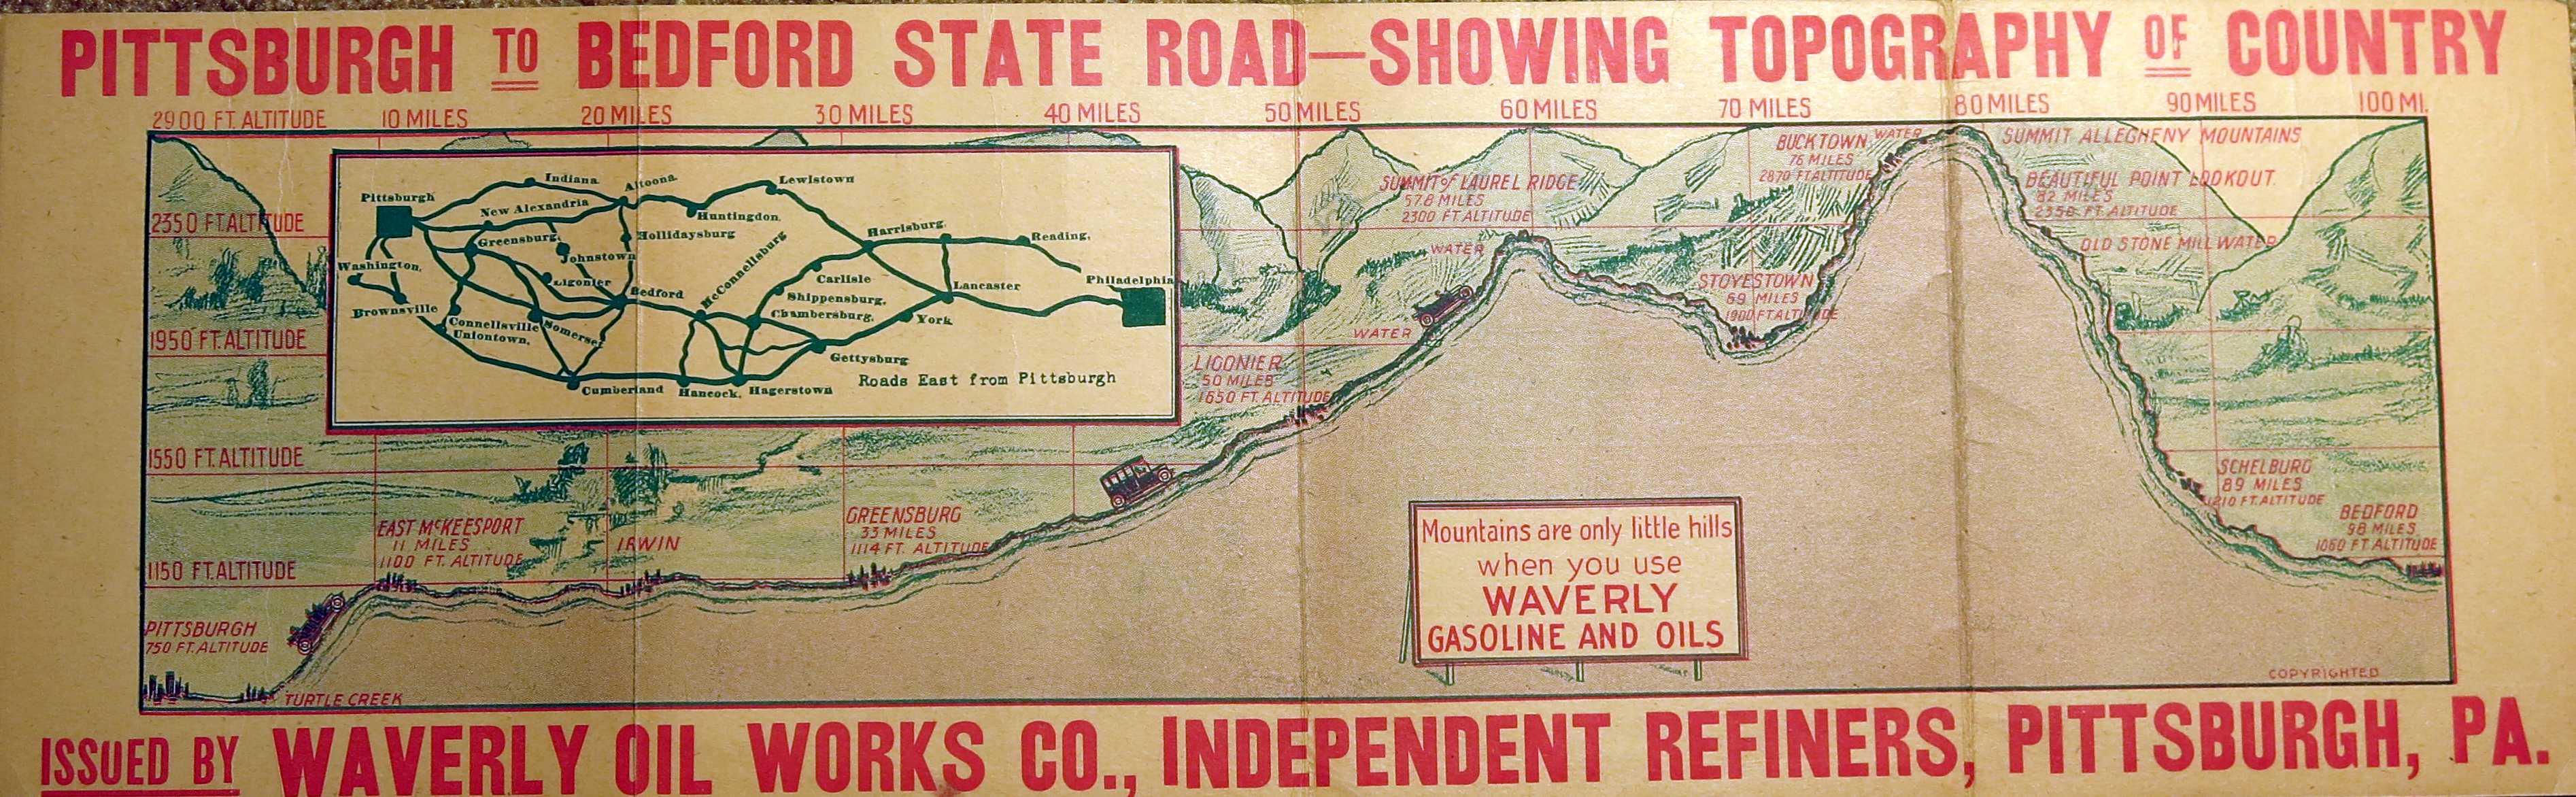 PITTSBURGH TO BEDFORD STATE ROAD—SHOWING TOPOGRAPHY OF COUNTRY
2900 FT. ALTITUDE 10 MILES 20 MILES 30 MILES 40 MILES 50 MILES 60 MILES 70 MILES 80 MILES 90 MILES 100 MI.
2350 FT. ALTITUDE
1950 FT. ALTITUDE
1550 FT. ALTITUDE
1150 FT. ALTITUDE
Pittsburgh
Indiana
Altoona
Lewistown
New Alexandria
Huntingdon
Greensburg
Hollidaysburg
Johnstown
McConnellsburg
Harrisburg
Reading
Washington
Ligonier
Bedford
Carlisle
Lancaster
Philadelphia
Brownsville
Connellsville
Uniontown
Somerset
Shippensburg
Chambersburg
York
Gettysburg
Cumberland
Hancock
Hagerstown
Roads East from Pittsburgh
PITTSBURGH
750 FT. ALTITUDE
TURTLE CREEK
EAST McKEESPORT
11 MILES
1100 FT. ALTITUDE
IRWIN
GREENSBURG
33 MILES
1114 FT. ALTITUDE
LIGONIER
50 MILES
1650 FT. ALTITUDE
WATER
WATER
SUMMIT of LAUREL RIDGE
57.8 MILES
2300 FT ALTITUDE
STOYESTOWN
69 MILES
1900 FT ALTITUDE
BUCKTOWN
76 MILES
2870 FT ALTITUDE
WATER
SUMMIT ALLEGHENY MOUNTAINS
BEAUTIFUL POINT LOOKOUT
82 MILES
2350 FT. ALTITUDE
OLD STONE MILL WATER
SCHELBURG
89 MILES
1210 FT. ALTITUDE
BEDFORD
98 MILES
1060 FT ALTITUDE
Mountains are only little hills
when you use
WAVERLY
GASOLINE AND OILS
COPYRIGHTED
ISSUED BY WAVERLY OIL WORKS CO., INDEPENDENT REFINERS, PITTSBURGH, PA.